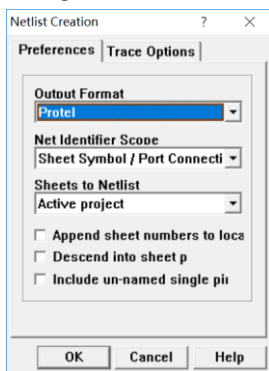 Netlist Creation ? ×
Preferences Trace Options
Output Format
Protel
Net Identifier Scope
Sheet Symbol / Port Connecti
Sheets to Netlist
Active project
Append sheet numbers to loca
Descend into sheet p
Include un-named single pi
OK Cancel Help